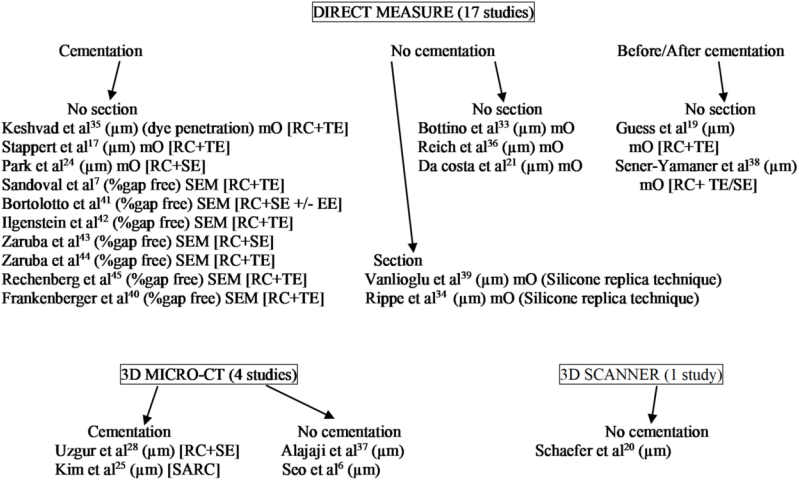 DIRECT MEASURE (17 studies)
Cementation
No section
Keshvad et al35 (µm) (dye penetration) mO [RC+TE]
Stappert et al17 (µm) mO [RC+TE]
Park et al24 (µm) mO [RC+SE]
Sandoval et al7 (%gap free) SEM [RC+TE]
Bortolotto et al41 (%gap free) SEM [RC+SE +/- EE]
Ilgenstein et al42 (%gap free) SEM [RC+TE]
Zaruba et al43 (%gap free) SEM [RC+SE]
Zaruba et al44 (%gap free) SEM [RC+TE]
Rechenberg et al45 (%gap free) SEM [RC+TE]
Frankenberger et al40 (%gap free) SEM [RC+TE]
No cementation
No section
Bottino et al33 (µm) mO
Reich et al36 (µm) mO
Da costa et al21 (µm) mO
Section
Vanlioglu et al39 (µm) mO (Silicone replica technique)
Rippe et al34 (µm) mO (Silicone replica technique)
Before/After cementation
No section
Guess et al19 (µm)
mO [RC+TE]
Sener-Yamaner et al38 (µm)
mO [RC+ TE/SE]
3D MICRO-CT (4 studies)
Cementation
Uzgur et al28 (µm) [RC+SE]
Kim et al25 (µm) [SARC]
No cementation
Alajaji et al37 (µm)
Seo et al6 (µm)
3D SCANNER (1 study)
No cementation
Schaefer et al20 (µm)